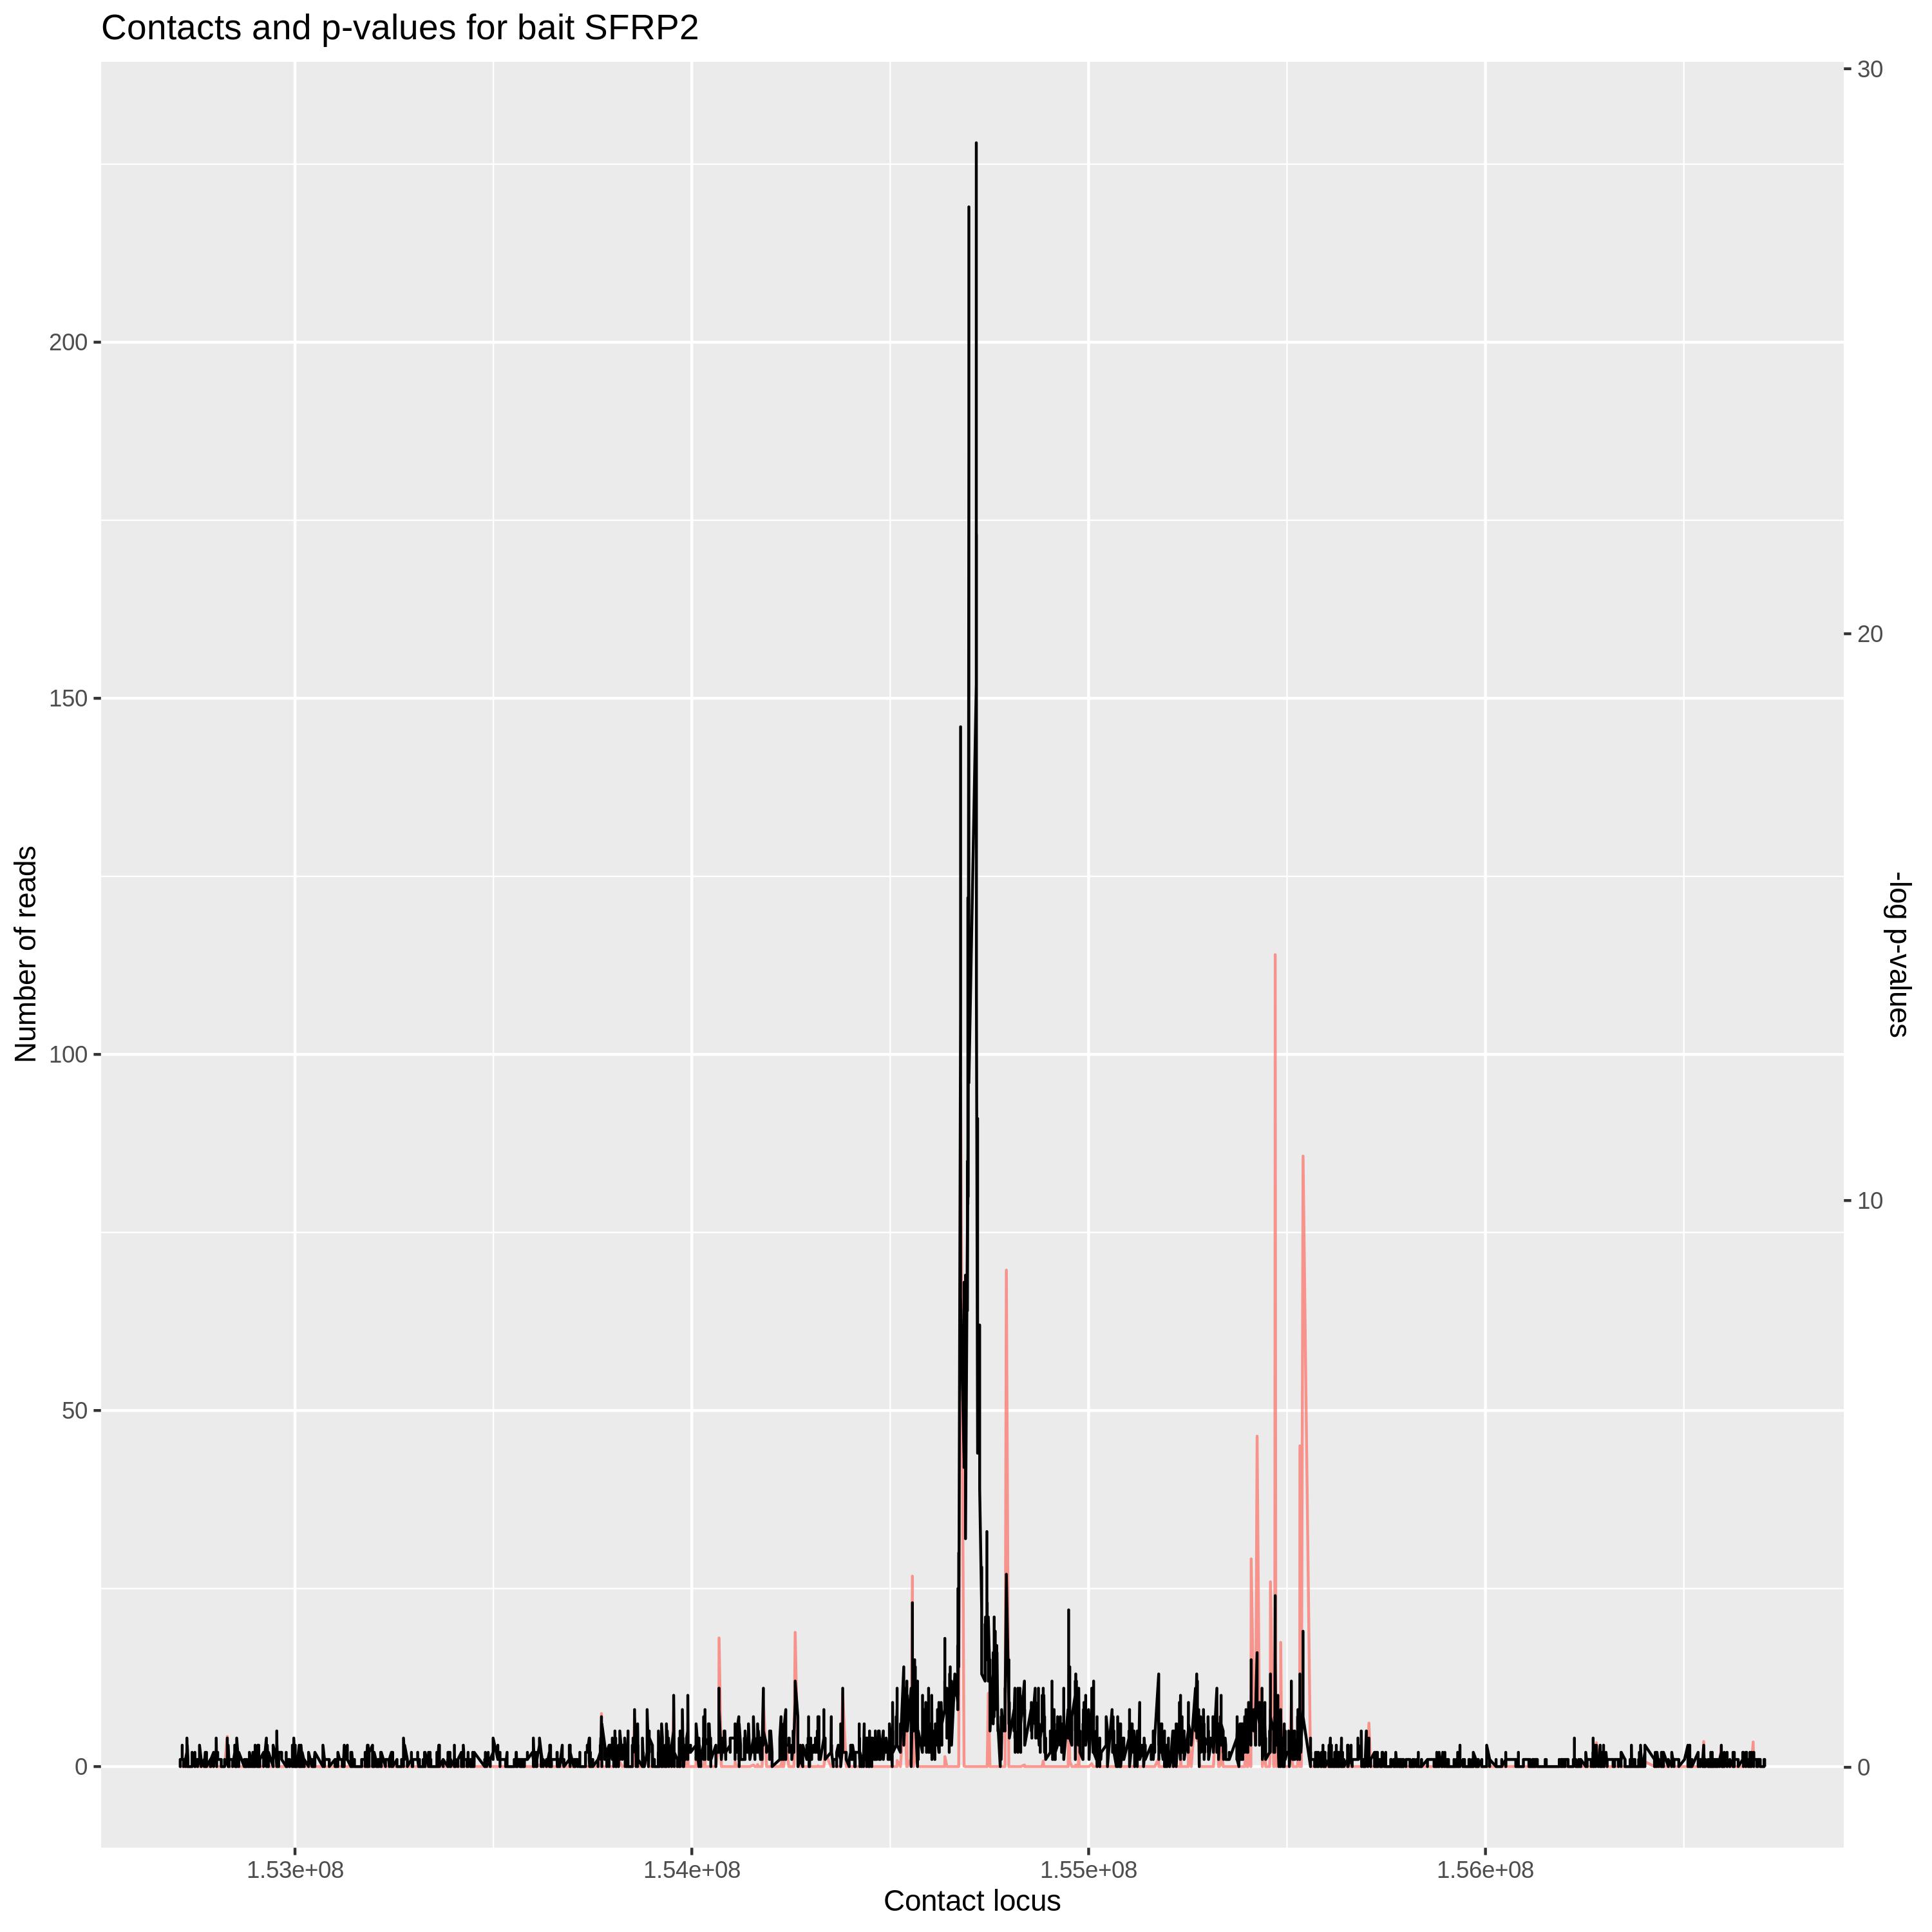 Contacts and p-values for bait SFRP2
Number of reads
200
150
100
50
0
30
20
10
0
-log p-values
1.53e+08
1.54e+08
1.55e+08
1.56e+08
Contact locus